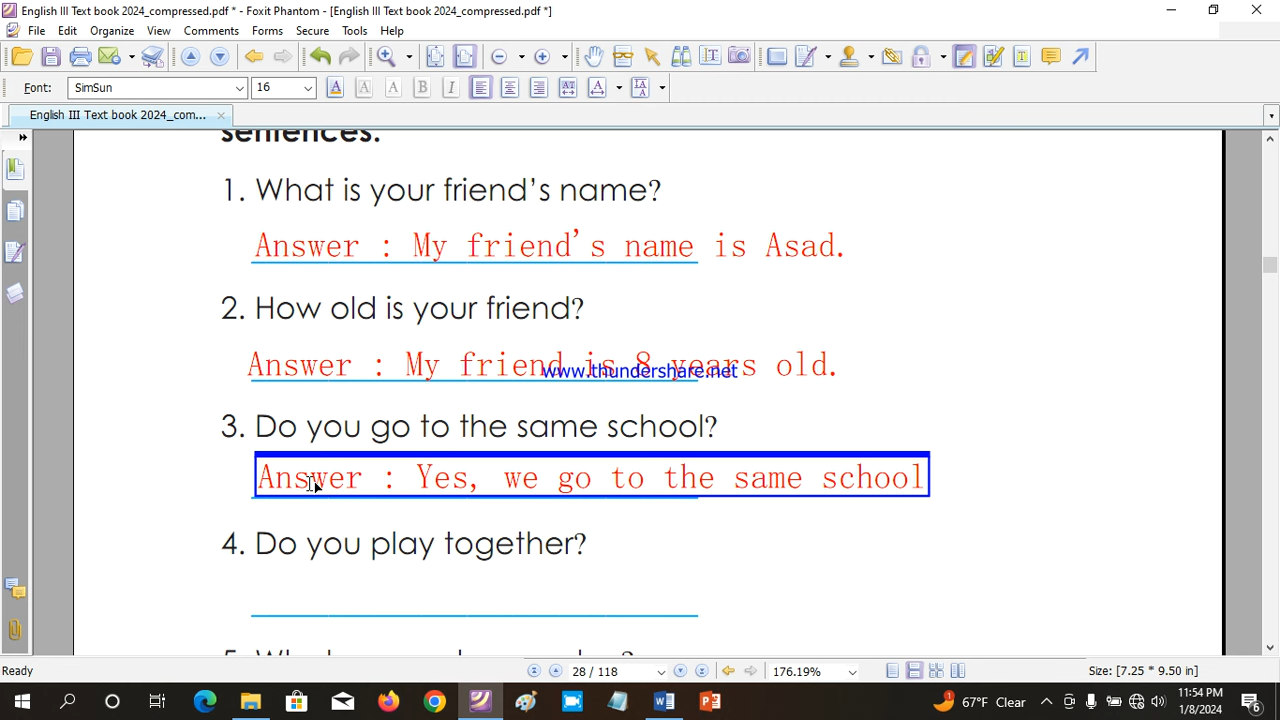 English III Text book 2024_compressed.pdf * - Foxit Phantom - [English III Text book 2024_compressed.pdf *]
File Edit Organize View Comments Forms Secure Tools Help
Font: SimSun 16
English III Text book 2024_com...
sentences.
1. What is your friend's name?
Answer : My friend's name is Asad.
2. How old is your friend?
Answer : My friend is 8 years old.
www.thundershare.net
3. Do you go to the same school?
Answer : Yes, we go to the same school
4. Do you play together?
Ready 28 / 118 176.19% Size: [7.25 * 9.50 in]
67°F Clear 11:54 PM
1/8/2024